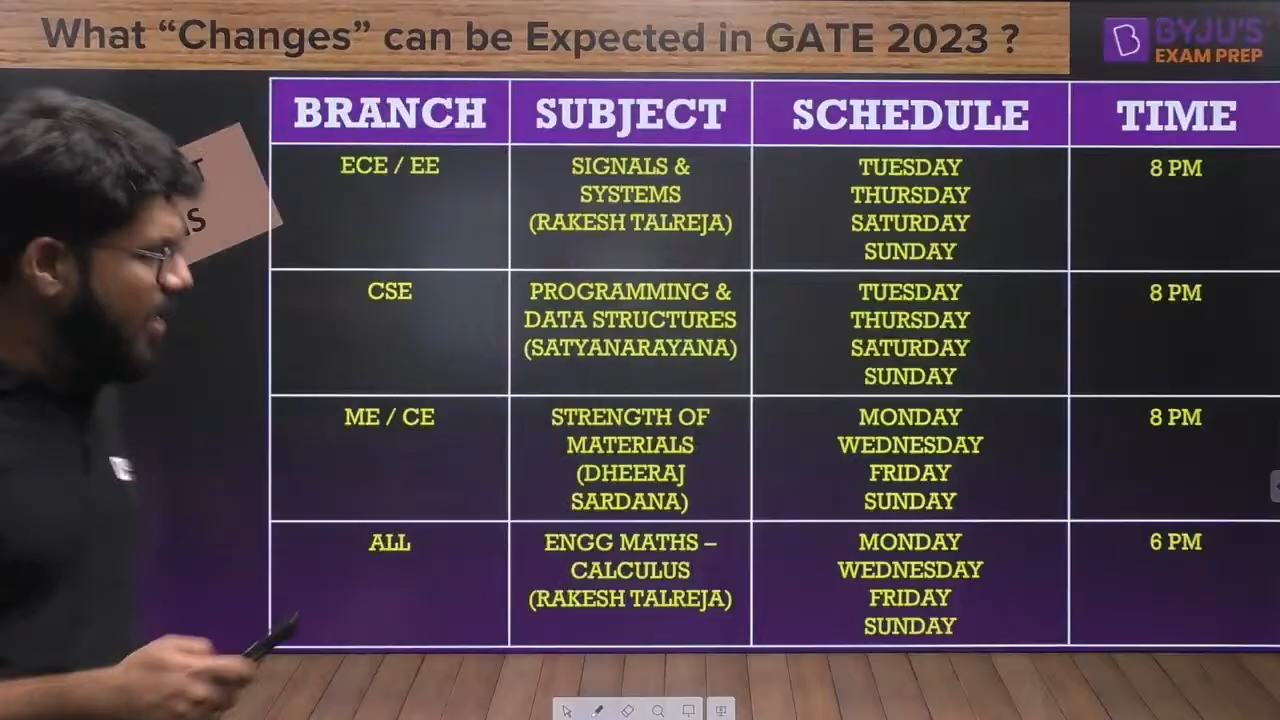 What “Changes” can be Expected in GATE 2023 ?
BYJU'S
EXAM PREP
BRANCH SUBJECT SCHEDULE TIME
ECE / EE
SIGNALS &
SYSTEMS
(RAKESH TALREJA)
TUESDAY
THURSDAY
SATURDAY
SUNDAY
8 PM
CSE
PROGRAMMING &
DATA STRUCTURES
(SATYANARAYANA)
TUESDAY
THURSDAY
SATURDAY
SUNDAY
8 PM
ME / CE
STRENGTH OF
MATERIALS
(DHEERAJ
SARDANA)
MONDAY
WEDNESDAY
FRIDAY
SUNDAY
8 PM
ALL
ENGG MATHS –
CALCULUS
(RAKESH TALREJA)
MONDAY
WEDNESDAY
FRIDAY
SUNDAY
6 PM